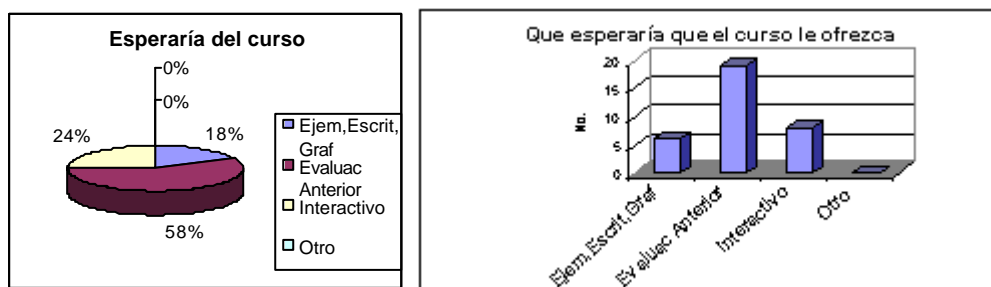 Esperaría del curso
0%
0%
24%
18%
58%
Ejem,Escrit,
Graf
Evaluac
Anterior
Interactivo
Otro
Que esperaría que el curso le ofrezca
20
15
10
5
0
No.
Ejem,Escrit,Graf
Evaluac Anterior
Interactivo
Otro